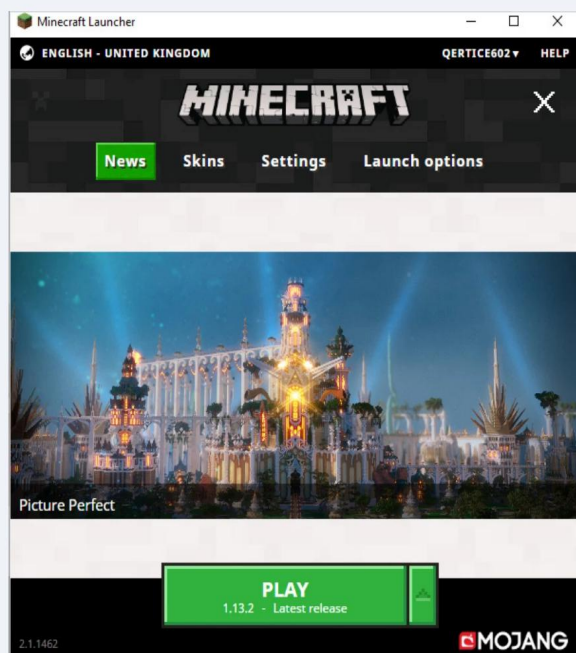 Minecraft Launcher
ENGLISH - UNITED KINGDOM
QERTICE602 HELP
MINECRAFT
News Skins Settings Launch options
Picture Perfect
PLAY
1.13.2 - Latest release
2.1.1462
MOJANG